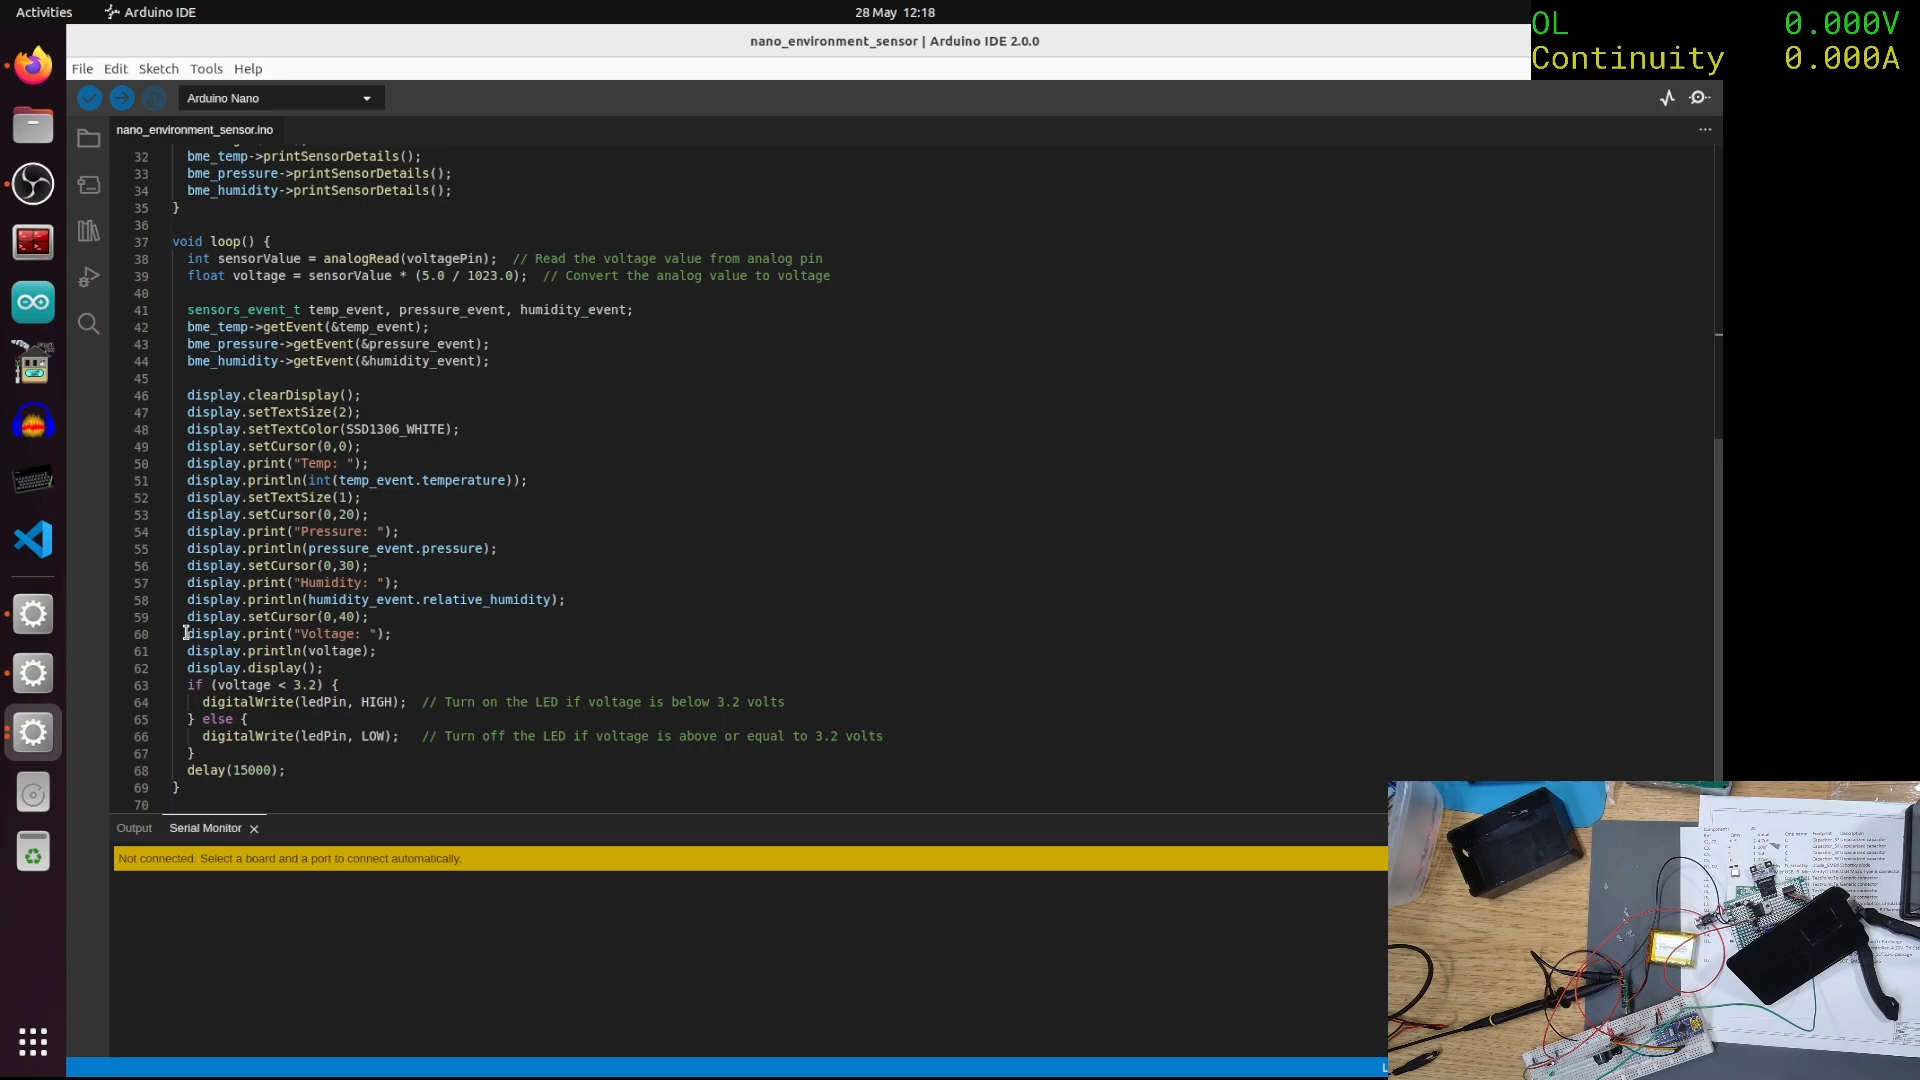 Activities
Arduino IDE
28 May 12:18
OL 0.000V
Continuity 0.000A
nano_environment_sensor | Arduino IDE 2.0.0
File Edit Sketch Tools Help
Arduino Nano
nano_environment_sensor.ino
32 bme_temp->printSensorDetails();
33 bme_pressure->printSensorDetails();
34 bme_humidity->printSensorDetails();
35 }
36
37 void loop() {
38 int sensorValue = analogRead(voltagePin); // Read the voltage value from analog pin
39 float voltage = sensorValue * (5.0 / 1023.0); // Convert the analog value to voltage
40
41 sensors_event_t temp_event, pressure_event, humidity_event;
42 bme_temp->getEvent(&temp_event);
43 bme_pressure->getEvent(&pressure_event);
44 bme_humidity->getEvent(&humidity_event);
45
46 display.clearDisplay();
47 display.setTextSize(2);
48 display.setTextColor(SSD1306_WHITE);
49 display.setCursor(0,0);
50 display.print("Temp: ");
51 display.println(int(temp_event.temperature));
52 display.setTextSize(1);
53 display.setCursor(0,20);
54 display.print("Pressure: ");
55 display.println(pressure_event.pressure);
56 display.setCursor(0,30);
57 display.print("Humidity: ");
58 display.println(humidity_event.relative_humidity);
59 display.setCursor(0,40);
60 display.print("Voltage: ");
61 display.println(voltage);
62 display.display();
63 if (voltage < 3.2) {
64 digitalWrite(ledPin, HIGH); // Turn on the LED if voltage is below 3.2 volts
65 } else {
66 digitalWrite(ledPin, LOW); // Turn off the LED if voltage is above or equal to 3.2 volts
67 }
68 delay(15000);
69 }
70
Output Serial Monitor
Not connected. Select a board and a port to connect automatically.